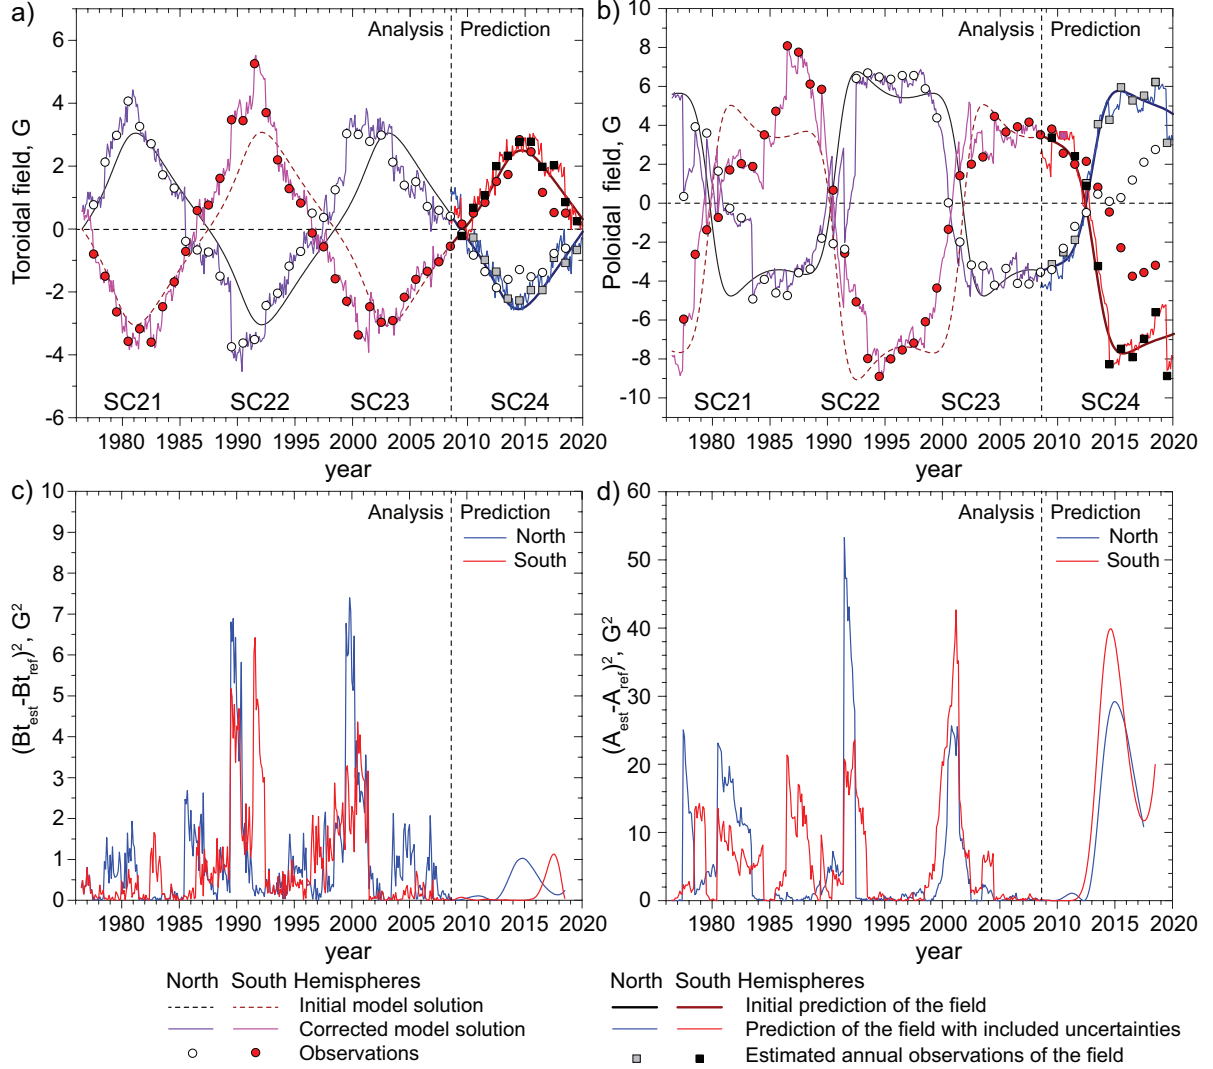 a)
Analysis Prediction
Toroidal field, G
6
4
2
0
-2
-4
-6
SC21 SC22 SC23 SC24
1980 1985 1990 1995 2000 2005 2010 2015 2020
year
b)
Analysis Prediction
Poloidal field, G
10
8
6
4
2
0
-2
-4
-6
-8
-10
SC21 SC22 SC23 SC24
1980 1985 1990 1995 2000 2005 2010 2015 2020
year
c)
Analysis Prediction
North
South
(Bt_est-Bt_ref)², G²
10
9
8
7
6
5
4
3
2
1
0
1980 1985 1990 1995 2000 2005 2010 2015 2020
year
d)
Analysis Prediction
North
South
(A_est-A_ref)², G²
60
50
40
30
20
10
0
1980 1985 1990 1995 2000 2005 2010 2015 2020
year
North South Hemispheres
Initial model solution
Corrected model solution
Observations
North South Hemispheres
Initial prediction of the field
Prediction of the field with included uncertainties
Estimated annual observations of the field